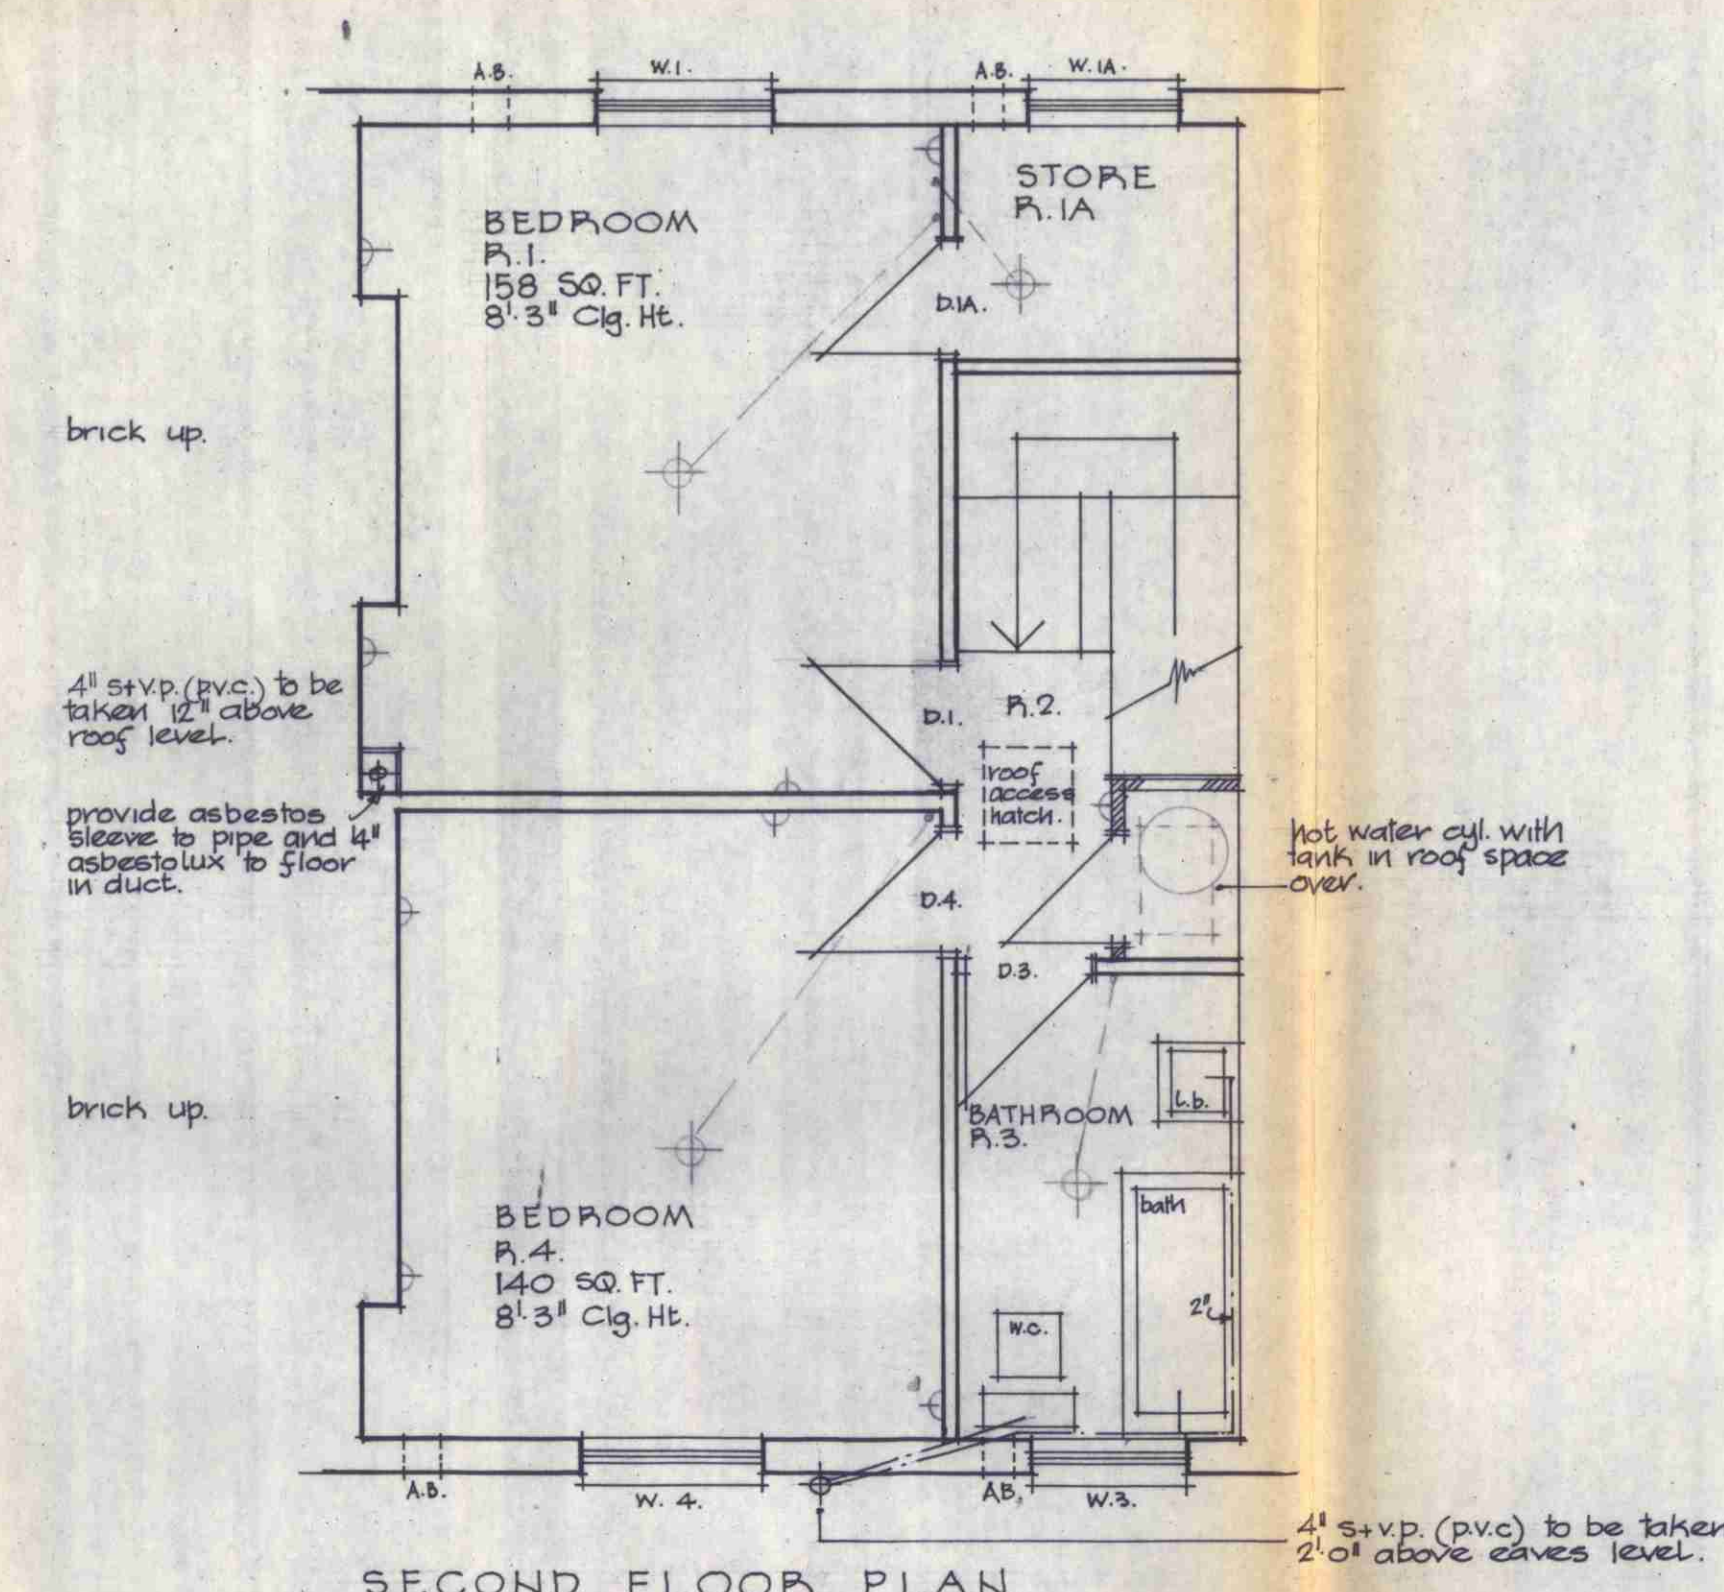 A.B.
W.1.
A.B.
W.1A.
STORE
R.1A
BEDROOM
R.1.
158 SQ. FT.
8'.3" Clg. Ht.
D.1A.
brick up.
4" s+v.p. (p.v.c.) to be
taken 12" above
roof level.
D.1.
R.2.
roof
access
hatch.
provide asbestos
sleeve to pipe and 1/4"
asbestolux to floor
in duct.
hot water cyl. with
tank in roof space
over.
D.4.
D.3.
brick up.
l.b.
BATHROOM
R.3.
bath
BEDROOM
R.4.
140 SQ. FT.
8'.3" Clg. Ht.
2"
W.C.
A.B.
W. 4.
A.B.
W.3.
4" s+v.p. (p.v.c) to be taken
2'.0" above eaves level.
SECOND FLOOR PLAN